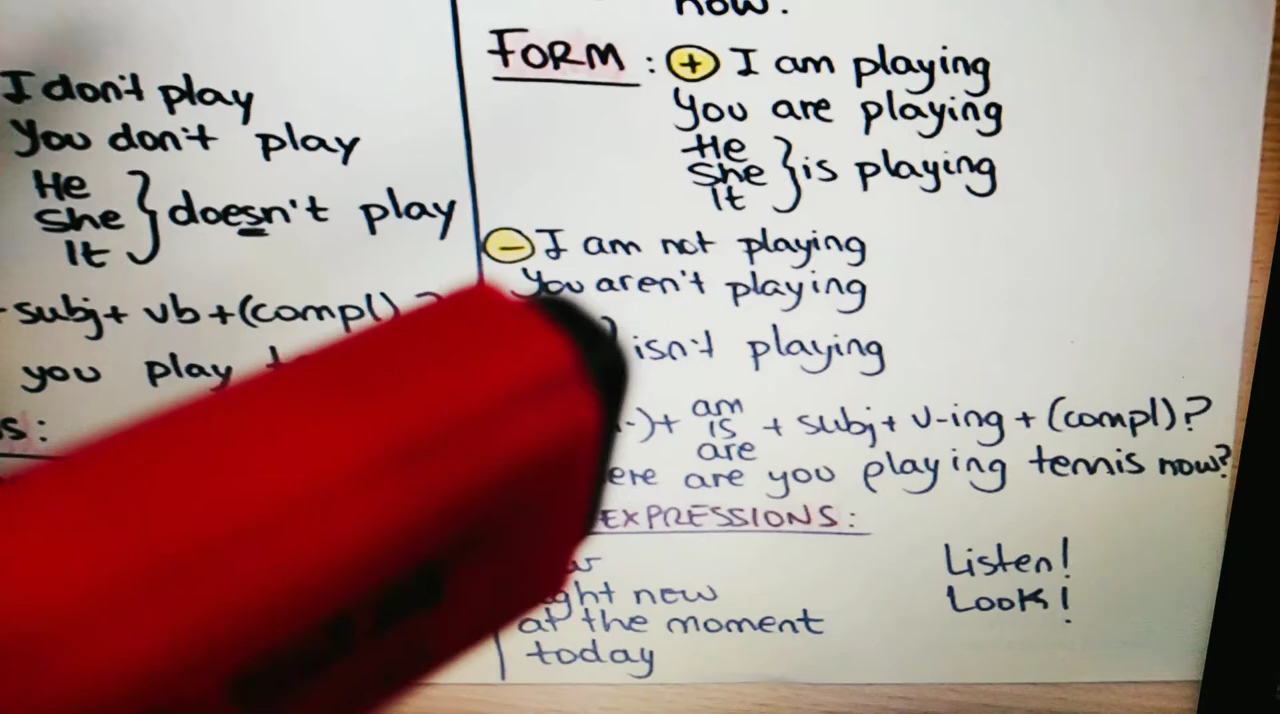 I don't play
You don't play
He
She
It
doesn't play
subj + vb + (compl) ?
you play
s:
now.
FORM : + I am playing
You are playing
He
She
It
is playing
- I am not playing
You aren't playing
isn't playing
-)+ am
is
are
+ subj + v-ing + (compl)?
ere are you playing tennis now?
EXPRESSIONS:
ght now
at the moment
today
Listen!
Look!